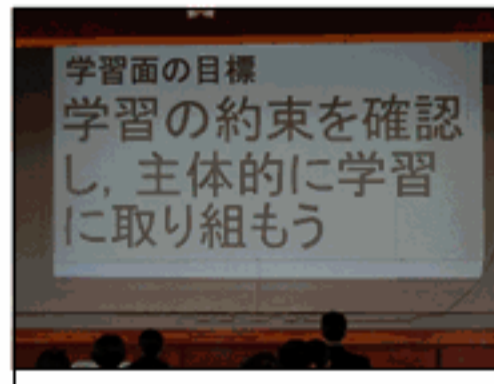 学習面の目標
学習の約束を確認
し，主体的に学習
に取り組もう